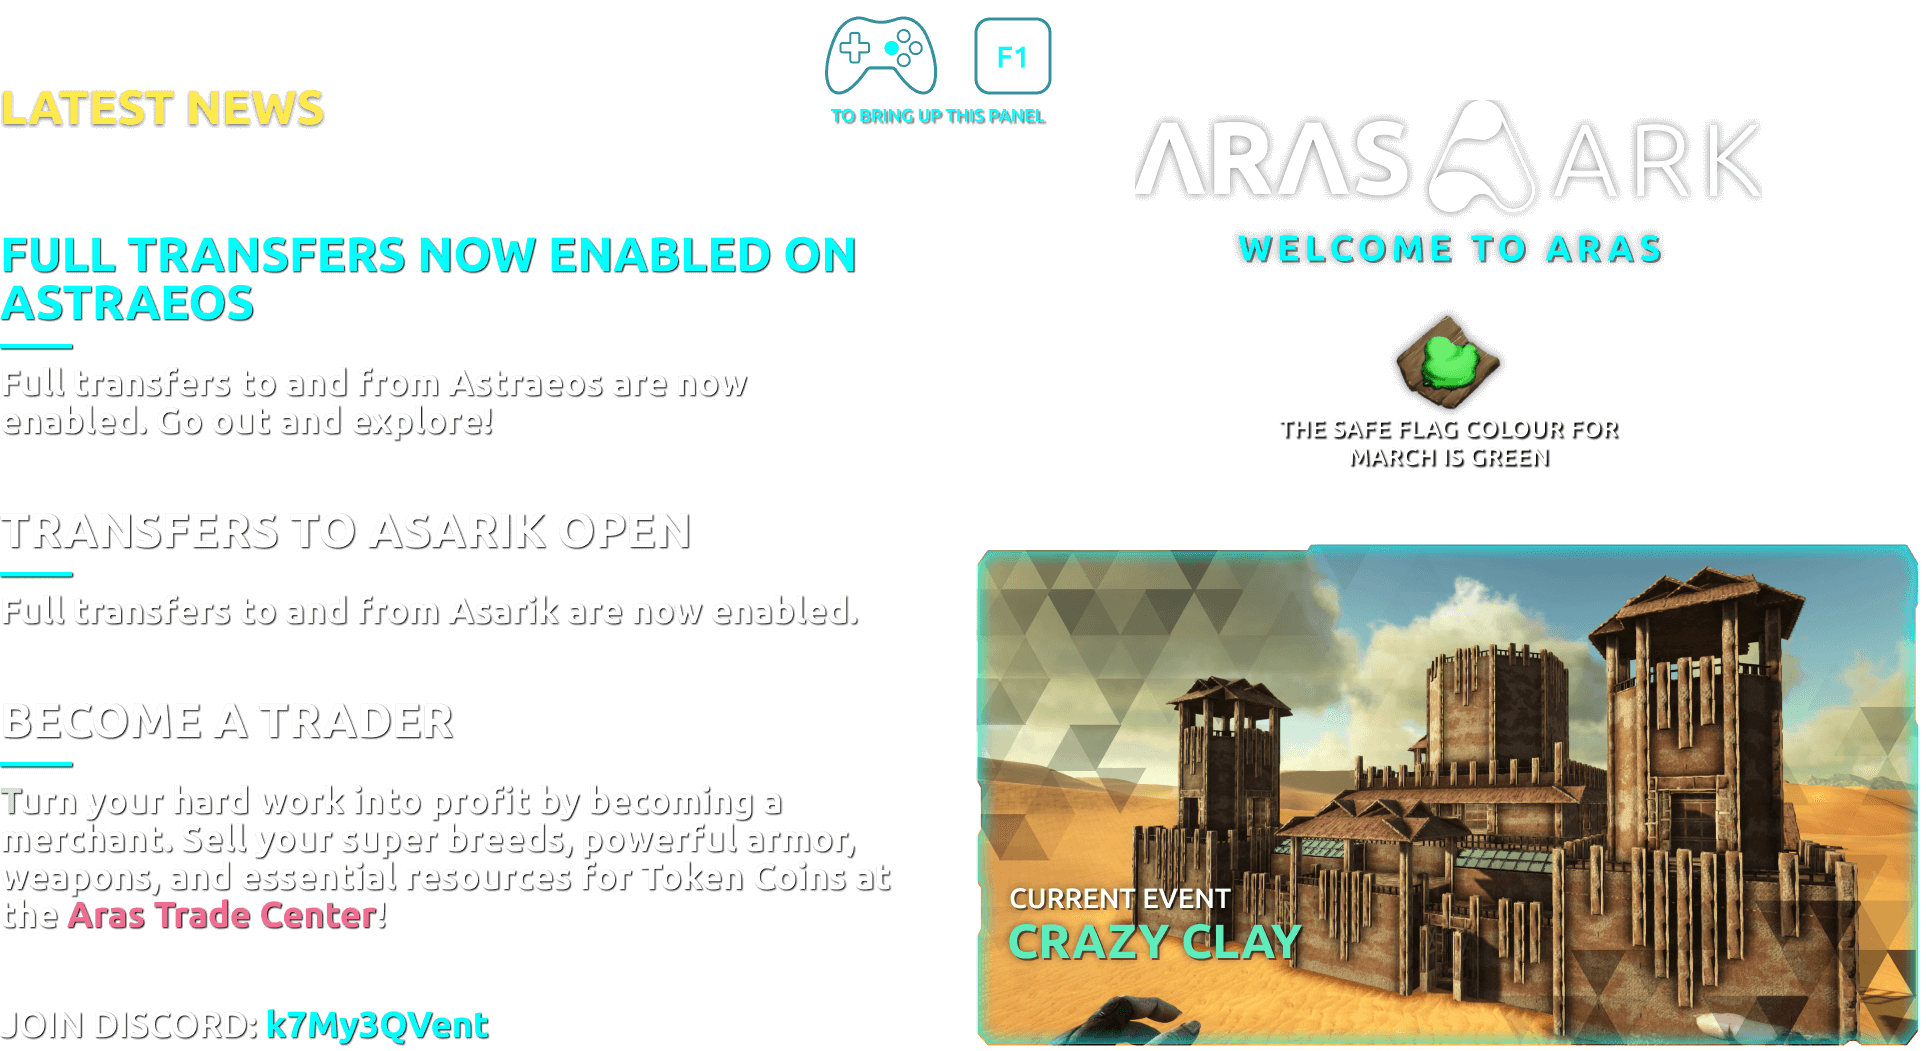 F1
TO BRING UP THIS PANEL
LATEST NEWS
FULL TRANSFERS NOW ENABLED ON
ASTRAEOS
Full transfers to and from Astraeos are now
enabled. Go out and explore!
TRANSFERS TO ASARIK OPEN
Full transfers to and from Asarik are now enabled.
BECOME A TRADER
Turn your hard work into profit by becoming a
merchant. Sell your super breeds, powerful armor,
weapons, and essential resources for Token Coins at
the Aras Trade Center!
JOIN DISCORD: k7My3QVent
ARAS ARK
WELCOME TO ARAS
THE SAFE FLAG COLOUR FOR
MARCH IS GREEN
CURRENT EVENT
CRAZY CLAY